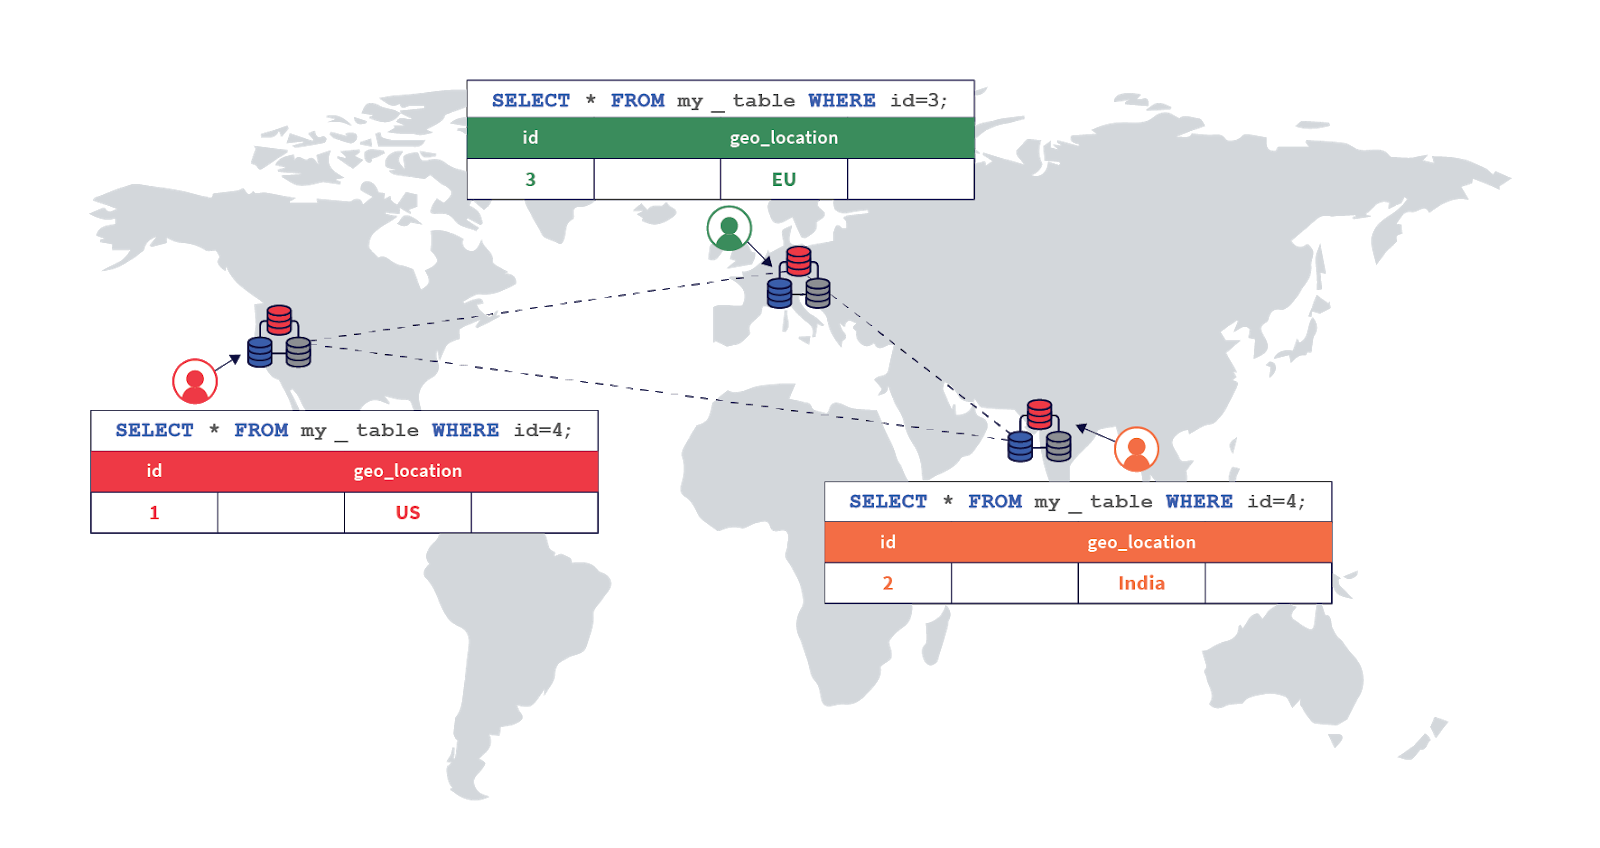 SELECT * FROM my _ table WHERE id=3;
id geo_location
3 EU
SELECT * FROM my _ table WHERE id=4;
id geo_location
1 US
SELECT * FROM my _ table WHERE id=4;
id geo_location
2 India